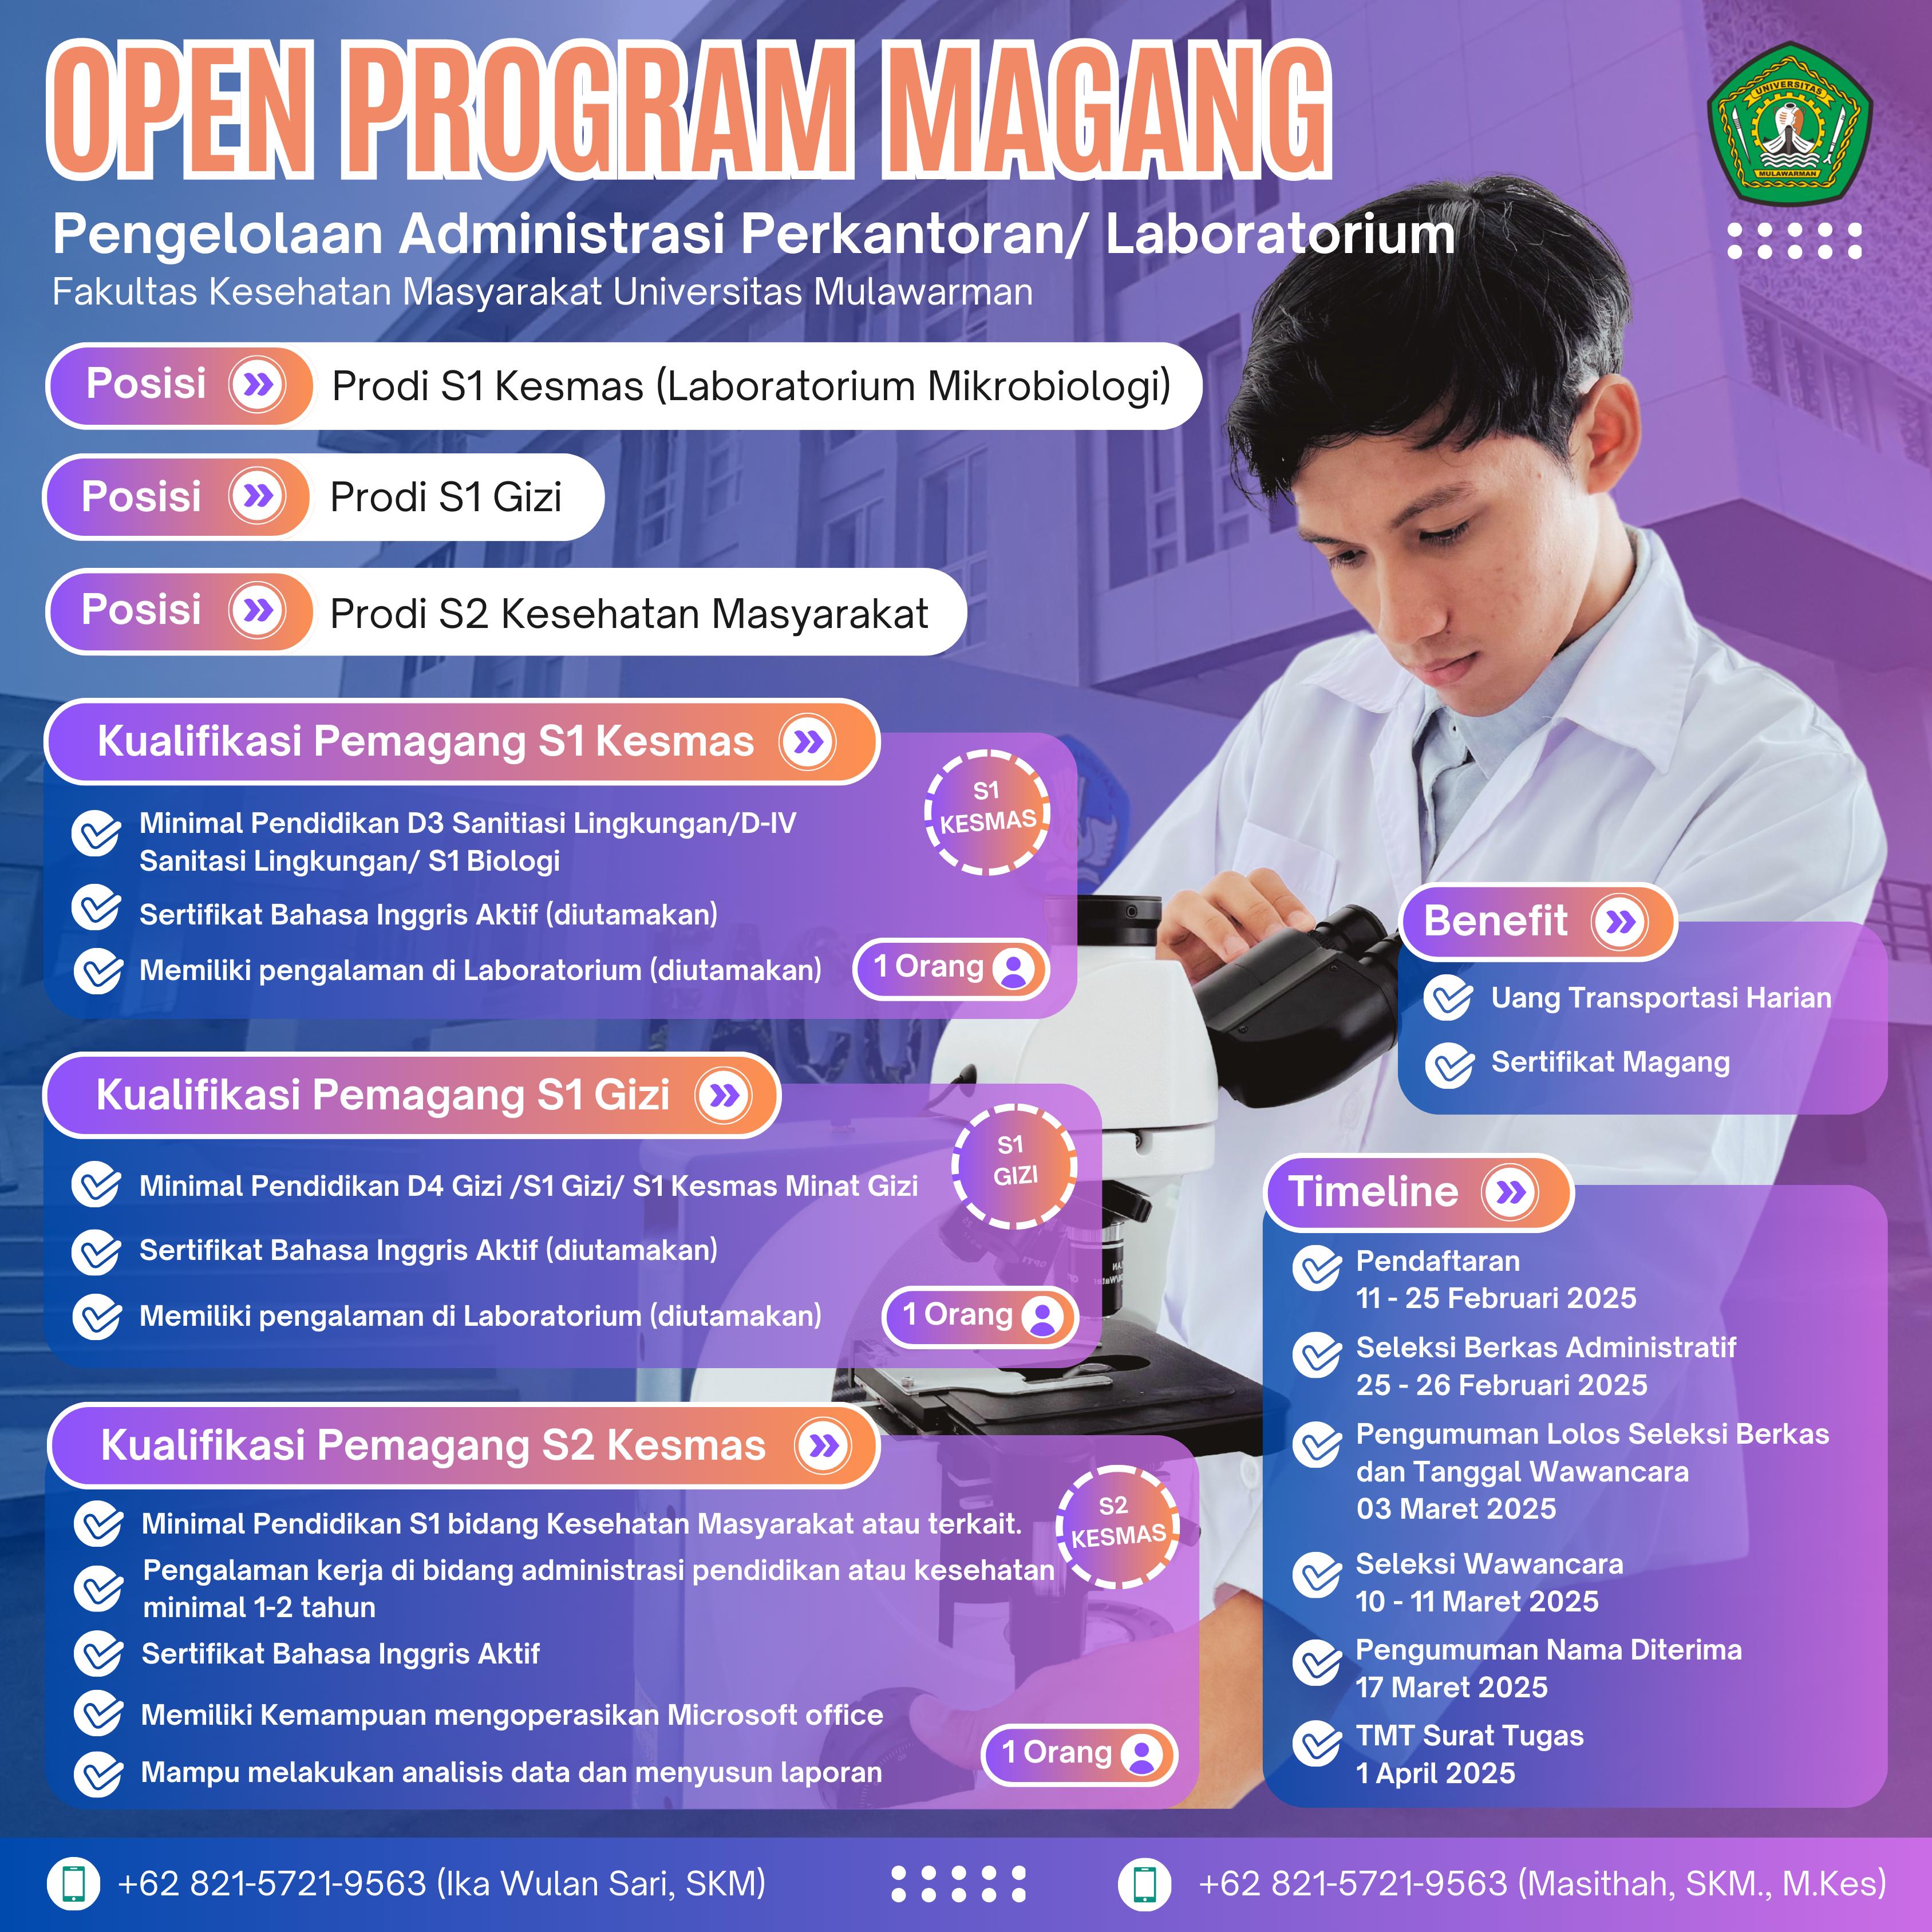 OPEN PROGRAM MAGANG
UNIVERSITAS
MULAWARMAN
Pengelolaan Administrasi Perkantoran/ Laboratorium
Fakultas Kesehatan Masyarakat Universitas Mulawarman
Posisi Prodi S1 Kesmas (Laboratorium Mikrobiologi)
Posisi Prodi S1 Gizi
Posisi Prodi S2 Kesehatan Masyarakat
Kualifikasi Pemagang S1 Kesmas
S1
KESMAS
Minimal Pendidikan D3 Sanitiasi Lingkungan/D-IV
Sanitasi Lingkungan/ S1 Biologi
Sertifikat Bahasa Inggris Aktif (diutamakan)
Memiliki pengalaman di Laboratorium (diutamakan)
1 Orang
Kualifikasi Pemagang S1 Gizi
S1
GIZI
Minimal Pendidikan D4 Gizi /S1 Gizi/ S1 Kesmas Minat Gizi
Sertifikat Bahasa Inggris Aktif (diutamakan)
Memiliki pengalaman di Laboratorium (diutamakan)
1 Orang
Kualifikasi Pemagang S2 Kesmas
S2
KESMAS
Minimal Pendidikan S1 bidang Kesehatan Masyarakat atau terkait.
Pengalaman kerja di bidang administrasi pendidikan atau kesehatan
minimal 1-2 tahun
Sertifikat Bahasa Inggris Aktif
Memiliki Kemampuan mengoperasikan Microsoft office
Mampu melakukan analisis data dan menyusun laporan
1 Orang
Benefit
Uang Transportasi Harian
Sertifikat Magang
Timeline
Pendaftaran
11 - 25 Februari 2025
Seleksi Berkas Administratif
25 - 26 Februari 2025
Pengumuman Lolos Seleksi Berkas
dan Tanggal Wawancara
03 Maret 2025
Seleksi Wawancara
10 - 11 Maret 2025
Pengumuman Nama Diterima
17 Maret 2025
TMT Surat Tugas
1 April 2025
+62 821-5721-9563 (Ika Wulan Sari, SKM)
+62 821-5721-9563 (Masithah, SKM., M.Kes)